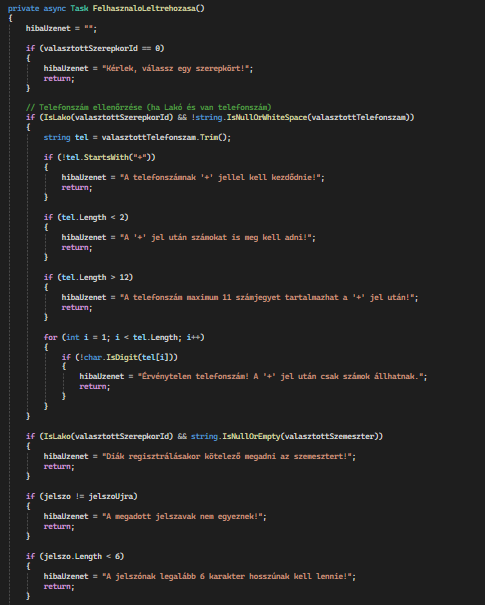 private async Task FelhasznaloLeltrehozasa()
{
hibaUzenet = "";
if (valasztottSzerepkorId == 0)
{
hibaUzenet = "Kérlek, válassz egy szerepkört!";
return;
}
// Telefonszám ellenőrzése (ha Lakó és van telefonszám)
if (IsLako(valasztottSzerepkorId) && !string.IsNullOrWhiteSpace(valasztottTelefonszam))
{
string tel = valasztottTelefonszam.Trim();
if (!tel.StartsWith("+"))
{
hibaUzenet = "A telefonszámnak '+' jellel kell kezdődnie!";
return;
}
if (tel.Length < 2)
{
hibaUzenet = "A '+' jel után számokat is meg kell adni!";
return;
}
if (tel.Length > 12)
{
hibaUzenet = "A telefonszám maximum 11 számjegyet tartalmazhat a '+' jel után!";
return;
}
for (int i = 1; i < tel.Length; i++)
{
if (!char.IsDigit(tel[i]))
{
hibaUzenet = "Érvénytelen telefonszám! A '+' jel után csak számok állhatnak.";
return;
}
}
}
if (IsLako(valasztottSzerepkorId) && string.IsNullOrEmpty(valasztottSzemeszter))
{
hibaUzenet = "Diák regisztrálásakor kötelező megadni az szemesztert!";
return;
}
if (jelszo != jelszoUjra)
{
hibaUzenet = "A megadott jelszavak nem egyeznek!";
return;
}
if (jelszo.Length < 6)
{
hibaUzenet = "A jelszónak legalább 6 karakter hosszúnak kell lennie!";
return;
}